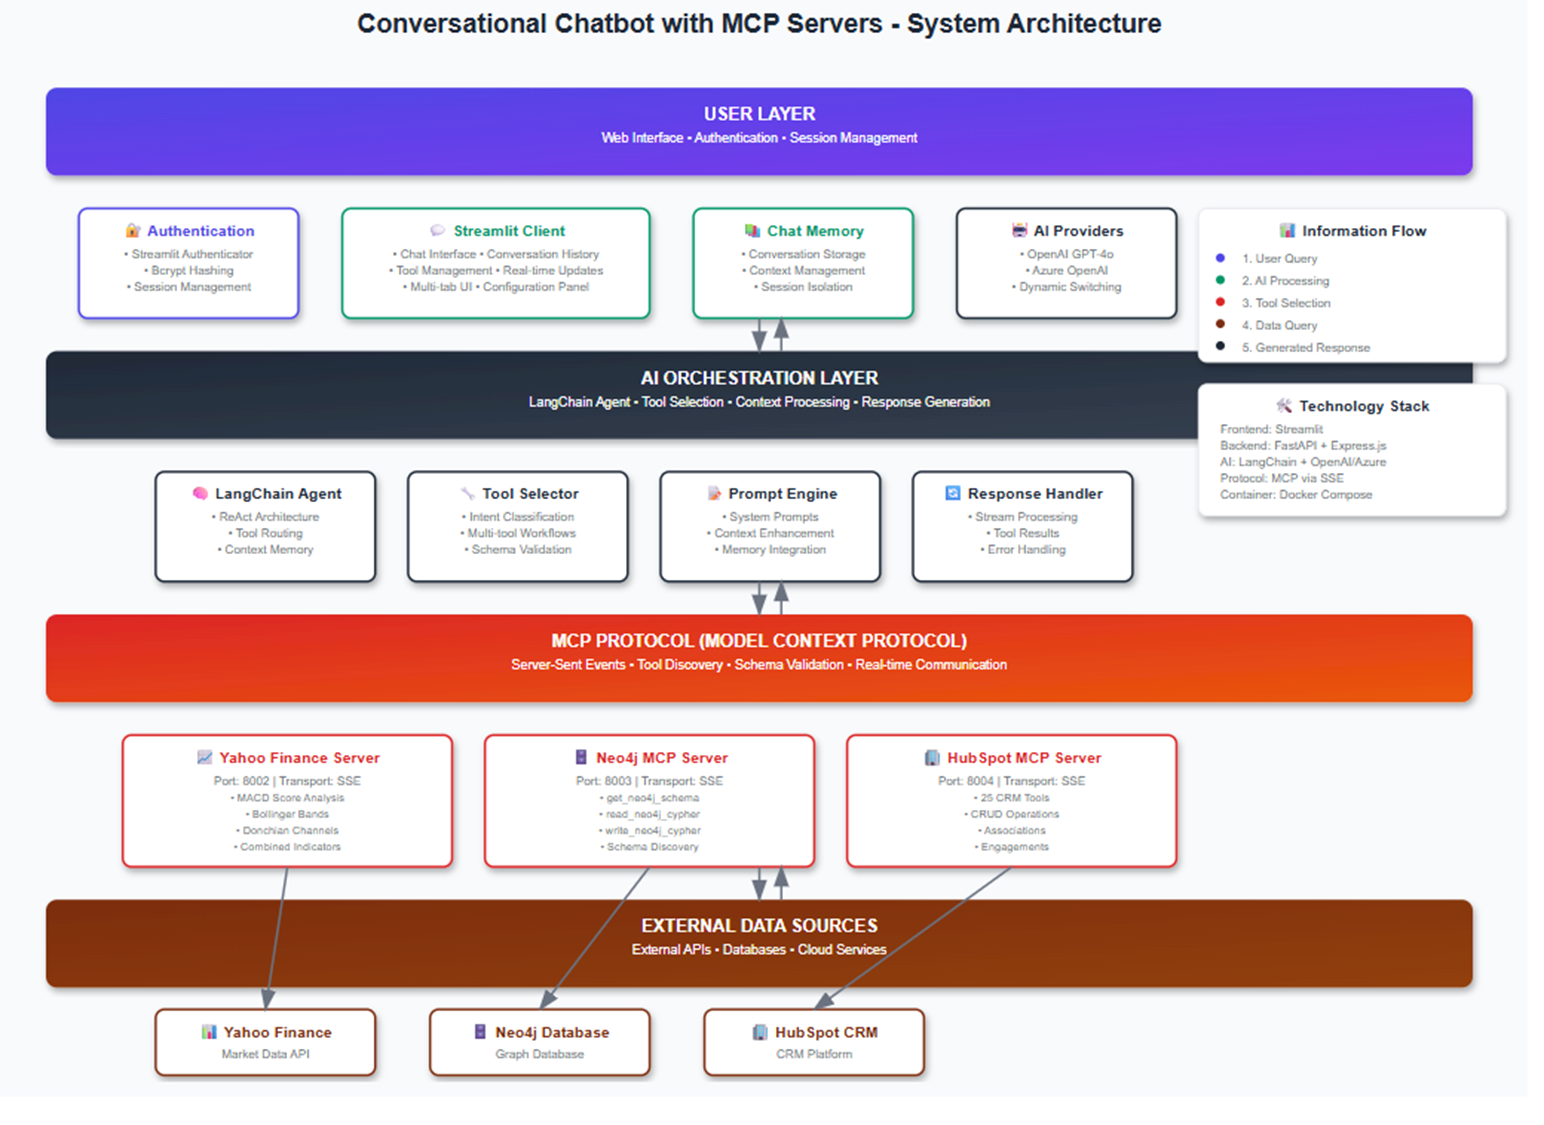 Conversational Chatbot with MCP Servers - System Architecture
USER LAYER
Web Interface • Authentication • Session Management
Authentication
• Streamlit Authenticator
• Bcrypt Hashing
• Session Management
Streamlit Client
• Chat Interface • Conversation History
• Tool Management • Real-time Updates
• Multi-tab UI • Configuration Panel
Chat Memory
• Conversation Storage
• Context Management
• Session Isolation
AI Providers
• OpenAI GPT-4o
• Azure OpenAI
• Dynamic Switching
Information Flow
1. User Query
2. AI Processing
3. Tool Selection
4. Data Query
5. Generated Response
AI ORCHESTRATION LAYER
LangChain Agent • Tool Selection • Context Processing • Response Generation
Technology Stack
Frontend: Streamlit
Backend: FastAPI + Express.js
AI: LangChain + OpenAI/Azure
Protocol: MCP via SSE
Container: Docker Compose
LangChain Agent
• ReAct Architecture
• Tool Routing
• Context Memory
Tool Selector
• Intent Classification
• Multi-tool Workflows
• Schema Validation
Prompt Engine
• System Prompts
• Context Enhancement
• Memory Integration
Response Handler
• Stream Processing
• Tool Results
• Error Handling
MCP PROTOCOL (MODEL CONTEXT PROTOCOL)
Server-Sent Events • Tool Discovery • Schema Validation • Real-time Communication
Yahoo Finance Server
Port: 8002 | Transport: SSE
• MACD Score Analysis
• Bollinger Bands
• Donchian Channels
• Combined Indicators
Neo4j MCP Server
Port: 8003 | Transport: SSE
• get_neo4j_schema
• read_neo4j_cypher
• write_neo4j_cypher
• Schema Discovery
HubSpot MCP Server
Port: 8004 | Transport: SSE
• 25 CRM Tools
• CRUD Operations
• Associations
• Engagements
EXTERNAL DATA SOURCES
External APIs • Databases • Cloud Services
Yahoo Finance
Market Data API
Neo4j Database
Graph Database
HubSpot CRM
CRM Platform